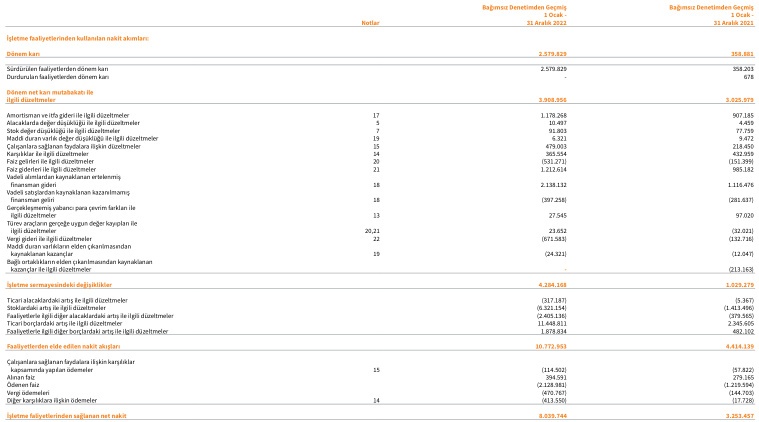 Bağımsız Denetimden Geçmiş Bağımsız Denetimden Geçmiş
1 Ocak - 1 Ocak -
Notlar 31 Aralık 2022 31 Aralık 2021
İşletme faaliyetlerinden kullanılan nakit akımları:
Dönem karı 2.579.829 358.881
Sürdürülen faaliyetlerden dönem karı 2.579.829 358.203
Durdurulan faaliyetlerden dönem karı - 678
Dönem net karı mutabakatı ile
ilgili düzeltmeler 3.908.956 3.025.979
Amortisman ve itfa gideri ile ilgili düzeltmeler 17 1.178.268 907.185
Alacaklarda değer düşüklüğü ile ilgili düzeltmeler 5 10.497 4.459
Stok değer düşüklüğü ile ilgili düzeltmeler 7 91.803 77.759
Maddi duran varlık değer düşüklüğü ile ilgili düzeltmeler 19 6.321 9.472
Çalışanlara sağlanan faydalara ilişkin düzeltmeler 15 479.003 218.450
Karşılıklar ile ilgili düzeltmeler 14 365.554 432.959
Faiz gelirleri ile ilgili düzeltmeler 20 (531.271) (151.399)
Faiz giderleri ile ilgili düzeltmeler 21 1.212.614 985.182
Vadeli alımlardan kaynaklanan ertelenmiş
finansman gideri 18 2.138.132 1.116.476
Vadeli satışlardan kaynaklanan kazanılmamış
finansman geliri 18 (397.258) (281.637)
Gerçekleşmemiş yabancı para çevrim farkları ile
ilgili düzeltmeler 13 27.545 97.020
Türev araçların gerçeğe uygun değer kayıpları ile
ilgili düzeltmeler 20,21 23.652 (32.021)
Vergi gideri ile ilgili düzeltmeler 22 (671.583) (132.716)
Maddi duran varlıkların elden çıkarılmasından
kaynaklanan kazançlar 19 (24.321) (12.047)
Bağlı ortaklıkların elden çıkarılmasından kaynaklanan
kazançlar ile ilgili düzeltmeler - (213.163)
İşletme sermayesindeki değişiklikler 4.284.168 1.029.279
Ticari alacaklardaki artış ile ilgili düzeltmeler (317.187) (5.367)
Stoklardaki artış ile ilgili düzeltmeler (6.321.154) (1.413.496)
Faaliyetlerle ilgili diğer alacaklardaki artış ile ilgili düzeltmeler (2.405.136) (379.565)
Ticari borçlardaki artış ile ilgili düzeltmeler 11.448.811 2.345.605
Faaliyetlerle ilgili diğer borçlardaki artış ile ilgili düzeltmeler 1.878.834 482.102
Faaliyetlerden elde edilen nakit akışları 10.772.953 4.414.139
Çalışanlara sağlanan faydalara ilişkin karşılıklar
kapsamında yapılan ödemeler 15 (114.502) (57.822)
Alınan faiz 394.591 279.165
Ödenen faiz (2.128.981) (1.219.594)
Vergi ödemeleri (470.767) (144.703)
Diğer karşılıklara ilişkin ödemeler 14 (413.550) (17.728)
İşletme faliyetlerinden sağlanan net nakit 8.039.744 3.253.457